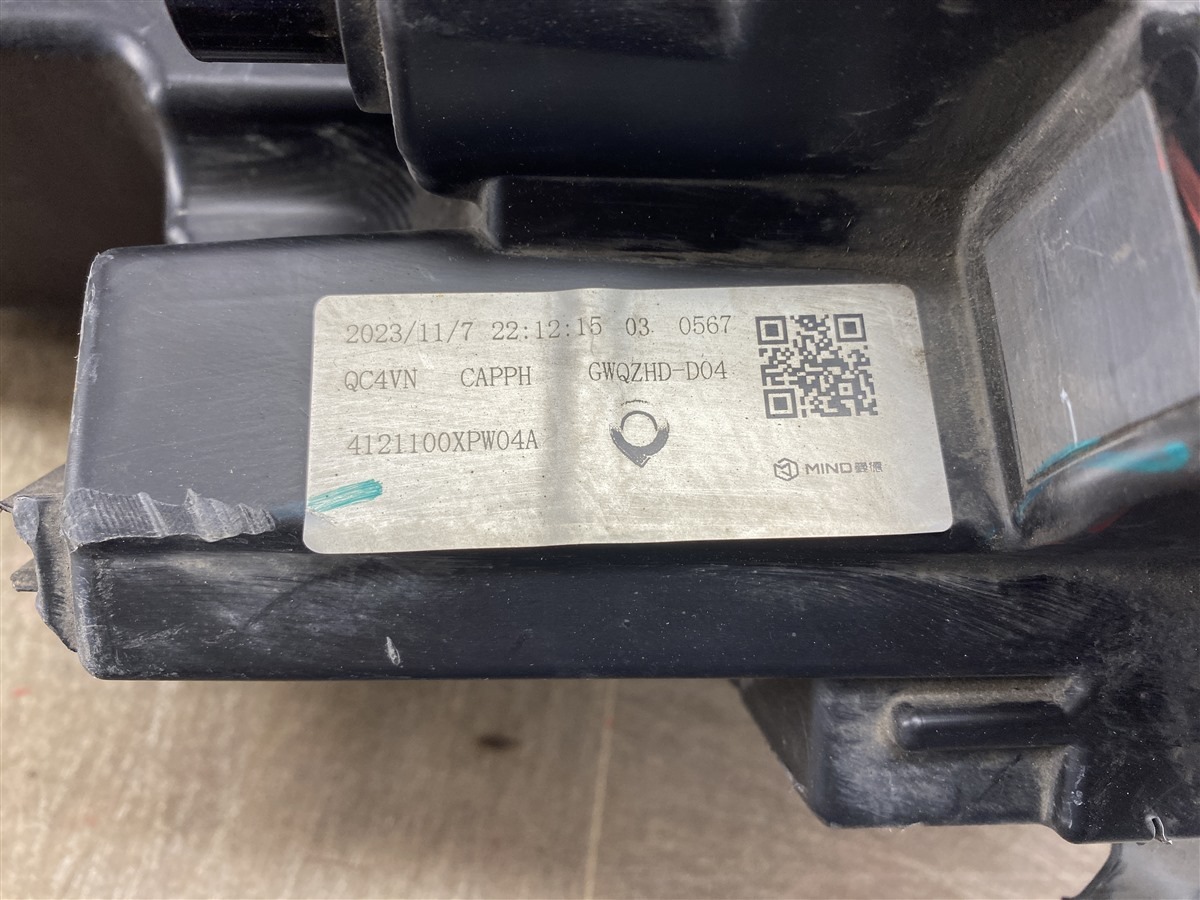 2023/11/7 22:12:15 03 0567
QC4VN CAPPH GWQZHD-D04
4121100XPW04A
MIND